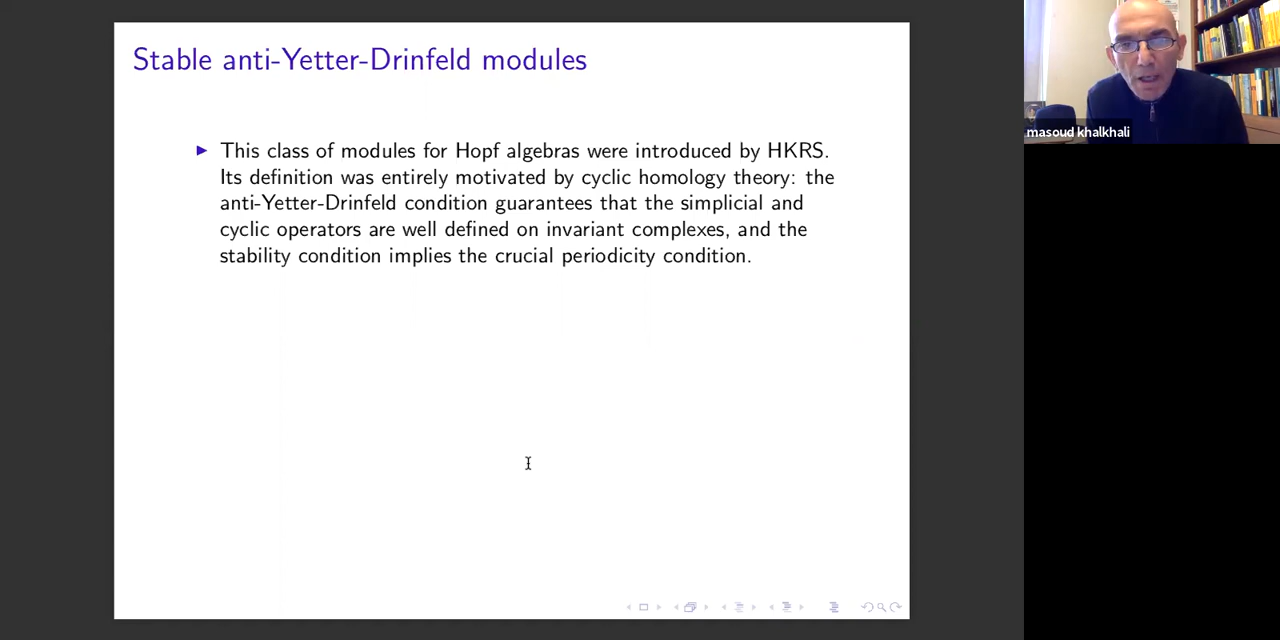 Stable anti-Yetter-Drinfeld modules
This class of modules for Hopf algebras were introduced by HKRS.
Its definition was entirely motivated by cyclic homology theory: the
anti-Yetter-Drinfeld condition guarantees that the simplicial and
cyclic operators are well defined on invariant complexes, and the
stability condition implies the crucial periodicity condition.
masoud khalkhali